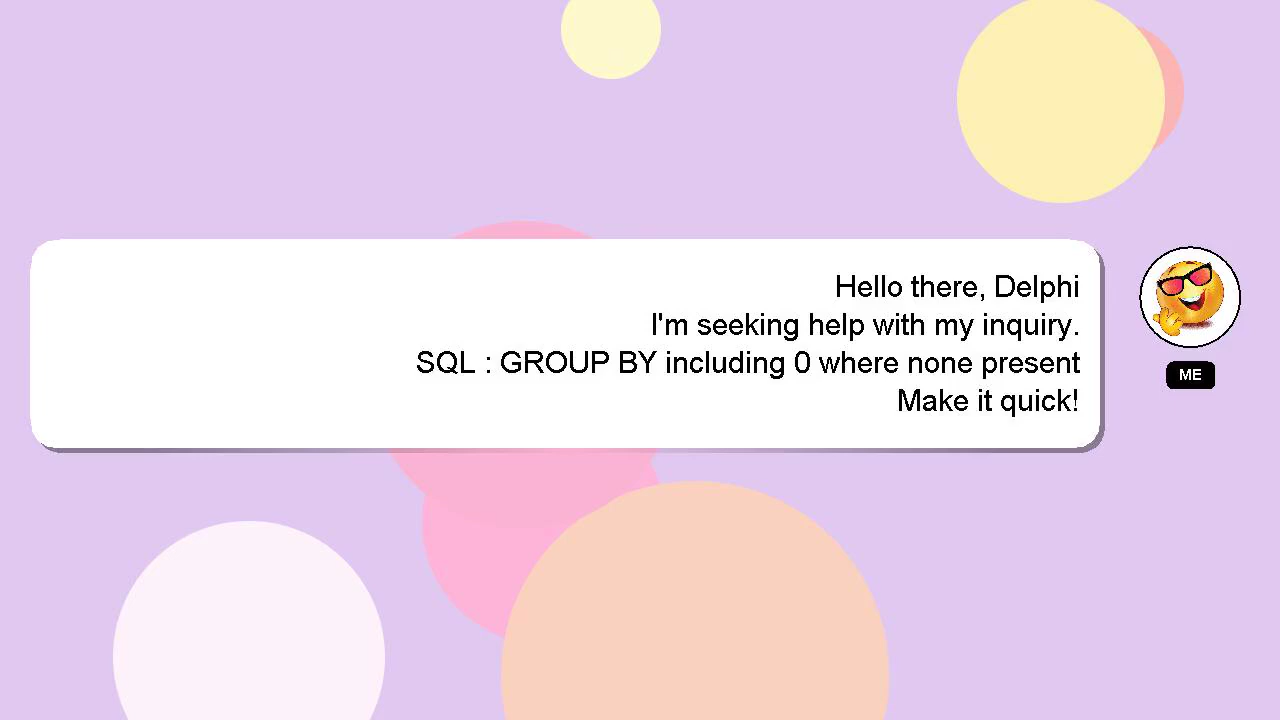 Hello there, Delphi
I'm seeking help with my inquiry.
SQL : GROUP BY including 0 where none present
Make it quick!
ME